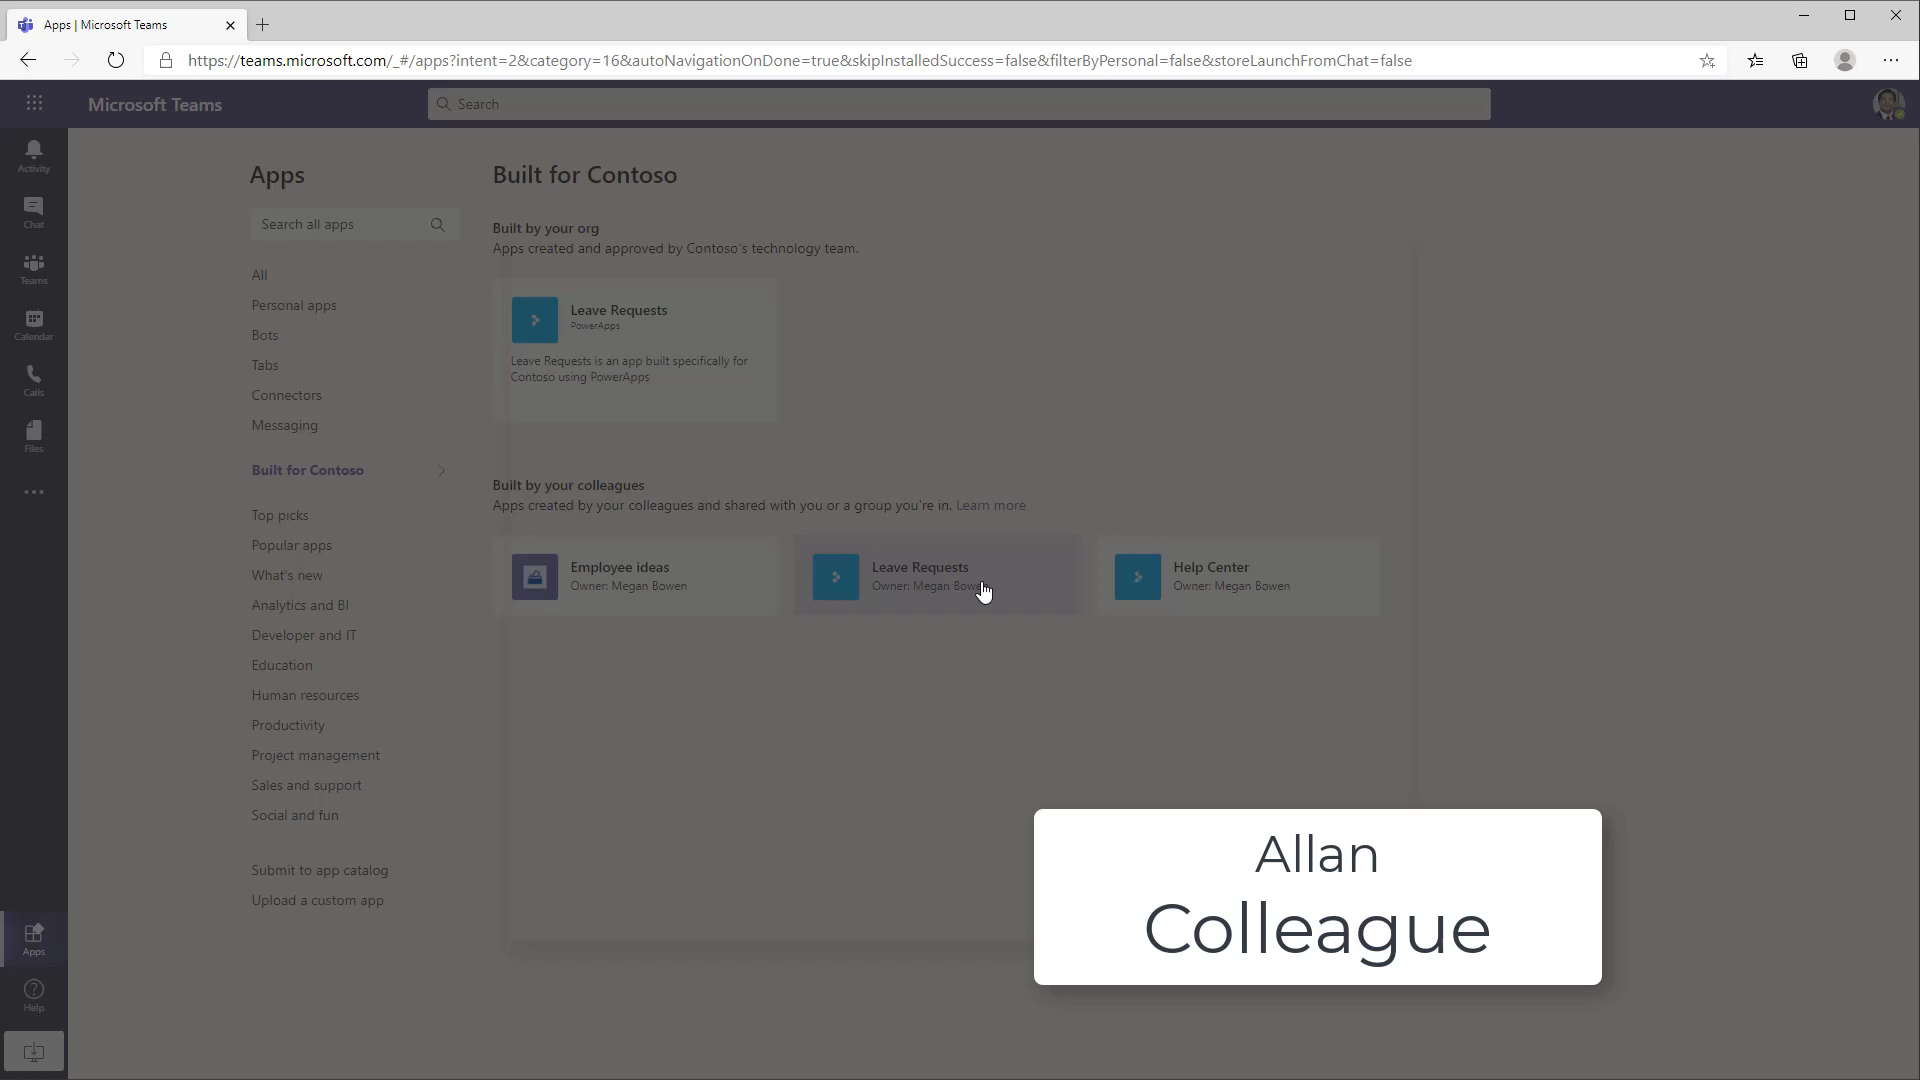 Apps | Microsoft Teams
https://teams.microsoft.com/_#/apps?intent=2&category=16&autoNavigationOnDone=true&skipInstalledSuccess=false&filterByPersonal=false&storeLaunchFromChat=false
Microsoft Teams
Search
Activity
Chat
Teams
Calendar
Calls
Files
Apps
Help
Apps
Search all apps
All
Personal apps
Bots
Tabs
Connectors
Messaging
Built for Contoso
Top picks
Popular apps
What's new
Analytics and BI
Developer and IT
Education
Human resources
Productivity
Project management
Sales and support
Social and fun
Submit to app catalog
Upload a custom app
Built for Contoso
Built by your org
Apps created and approved by Contoso's technology team.
Leave Requests
PowerApps
Leave Requests is an app built specifically for
Contoso using PowerApps
Built by your colleagues
Apps created by your colleagues and shared with you or a group you're in. Learn more
Employee ideas
Owner: Megan Bowen
Leave Requests
Owner: Megan Bowen
Help Center
Owner: Megan Bowen
Allan
Colleague